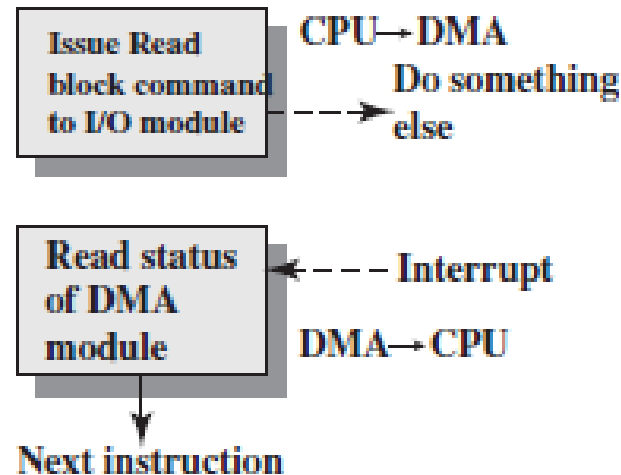 Issue Read
block command
to I/O module
CPU→DMA
Do something
else
Read status
of DMA
module
Interrupt
DMA→CPU
Next instruction